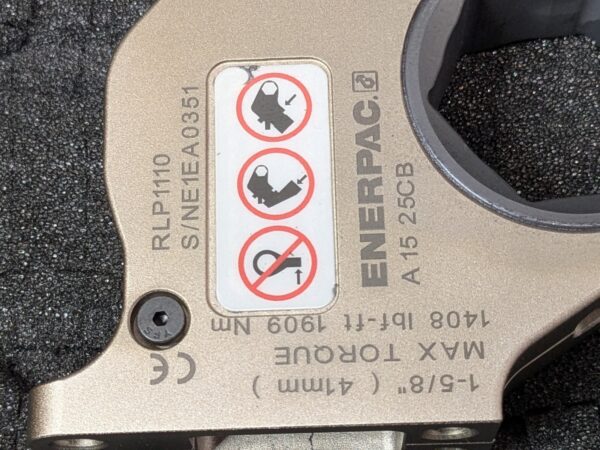 RLP1110
S/NE1EA0351
ENERPAC.
A 15 25CB
1-5/8" ( 41mm )
MAX TORQUE
1408 lbf-ft 1909 Nm
CE